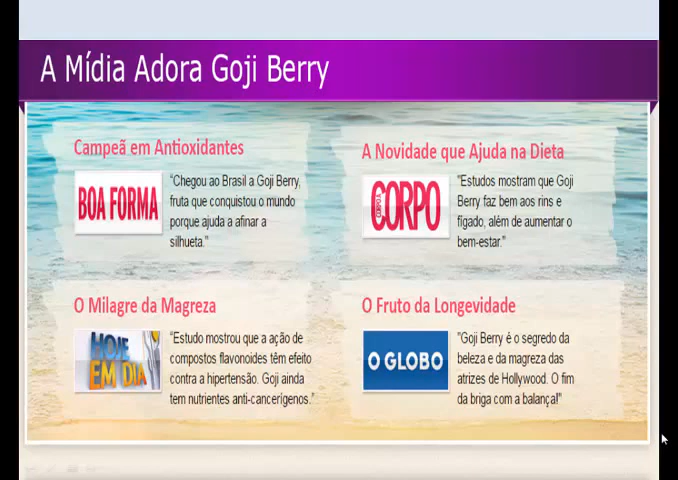 A Mídia Adora Goji Berry
Campeã em Antioxidantes
BOA FORMA
"Chegou ao Brasil a Goji Berry,
fruta que conquistou o mundo
porque ajuda a afinar a
silhueta."
A Novidade que Ajuda na Dieta
CORPO
"Estudos mostram que Goji
Berry faz bem aos rins e
fígado, além de aumentar o
bem-estar."
O Milagre da Magreza
HOJE
EM DIA
"Estudo mostrou que a ação de
compostos flavonoides têm efeito
contra a hipertensão. Goji ainda
tem nutrientes anti-cancerígenos."
O Fruto da Longevidade
O GLOBO
"Goji Berry é o segredo da
beleza e da magreza das
atrizes de Hollywood. O fim
da briga com a balança!"